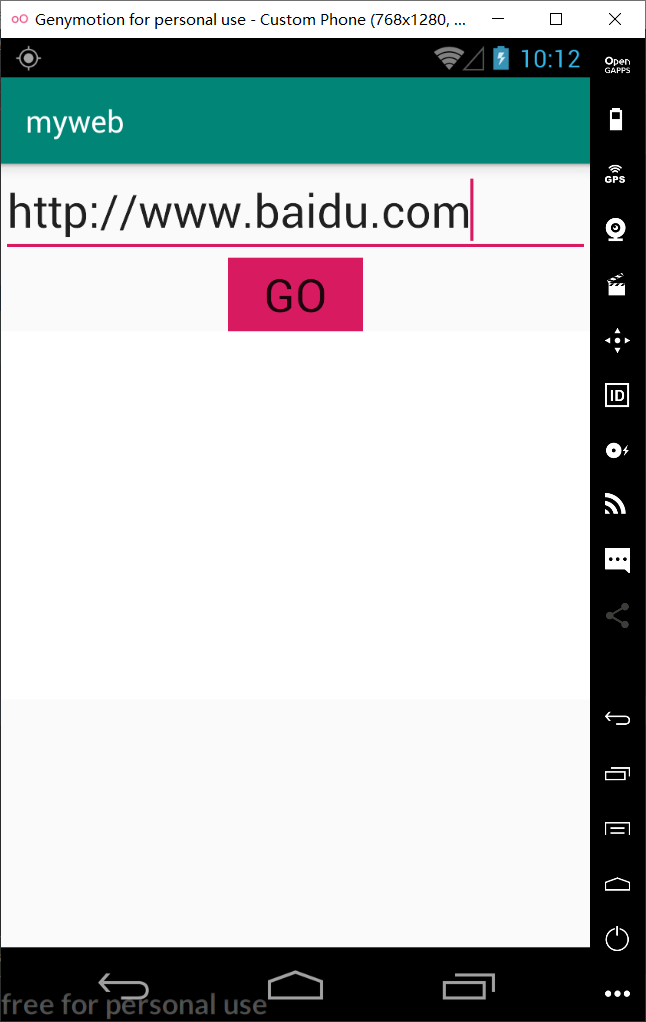 Genymotion for personal use - Custom Phone (768x1280, ...
10:12
Open
GAPPS
myweb
GPS
http://www.baidu.com
GO
ID
free for personal use